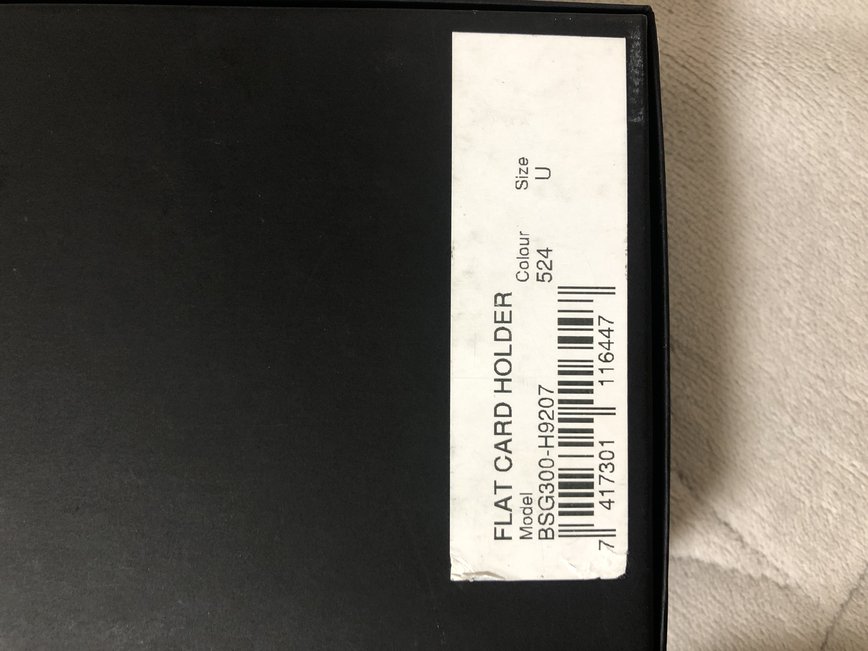 FLAT CARD HOLDER
Model Colour Size
BSG300-H9207 524 U
7 417301 116447